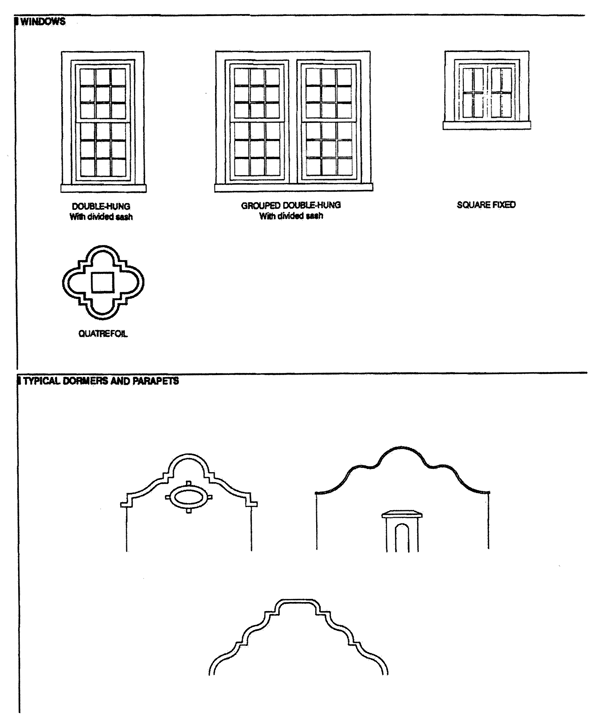 WINDOWS
DOUBLE-HUNG
With divided sash
GROUPED DOUBLE-HUNG
With divided sash
SQUARE FIXED
QUATREFOIL
TYPICAL DORMERS AND PARAPETS